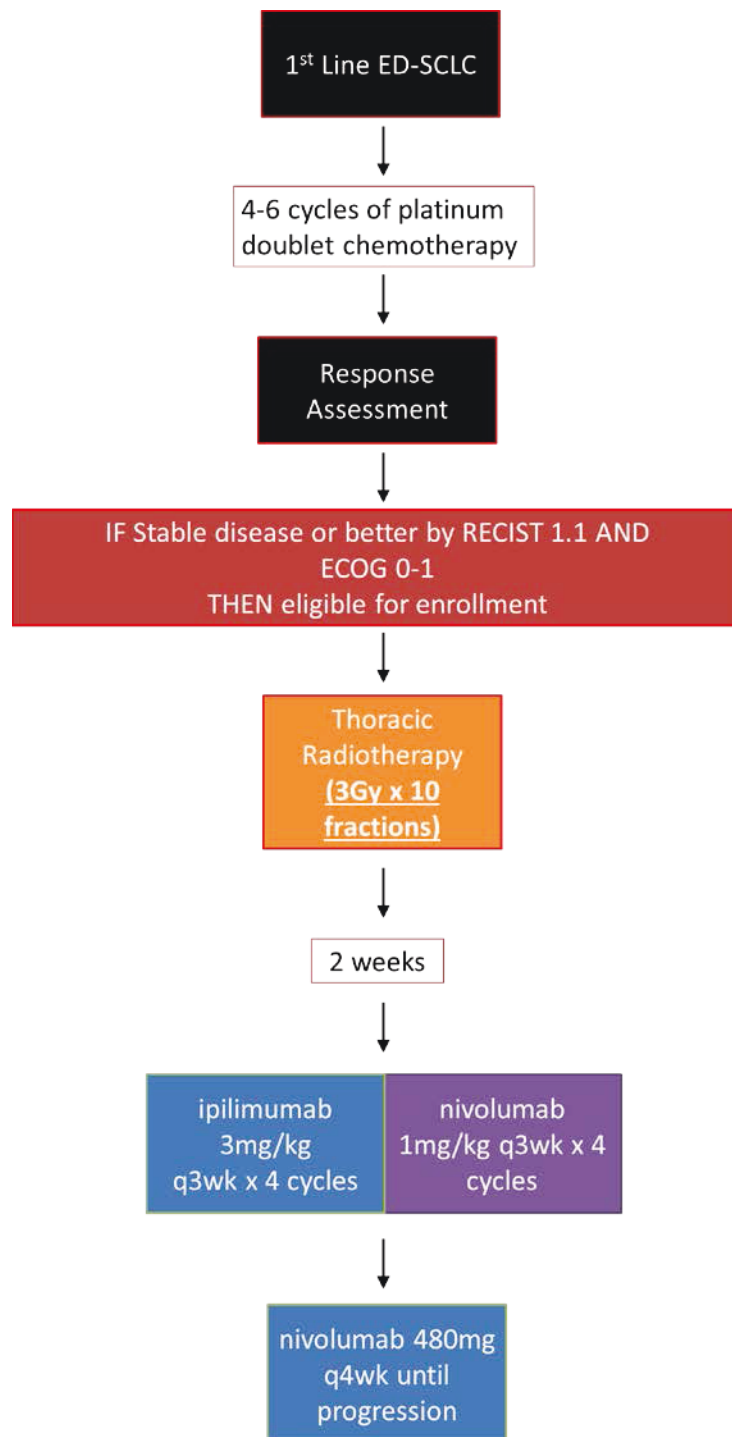 1st Line ED-SCLC
4-6 cycles of platinum
doublet chemotherapy
Response
Assessment
IF Stable disease or better by RECIST 1.1 AND
ECOG 0-1
THEN eligible for enrollment
Thoracic
Radiotherapy
(3Gy x 10
fractions)
2 weeks
ipilimumab
3mg/kg
q3wk x 4 cycles
nivolumab
1mg/kg q3wk x 4
cycles
nivolumab 480mg
q4wk until
progression